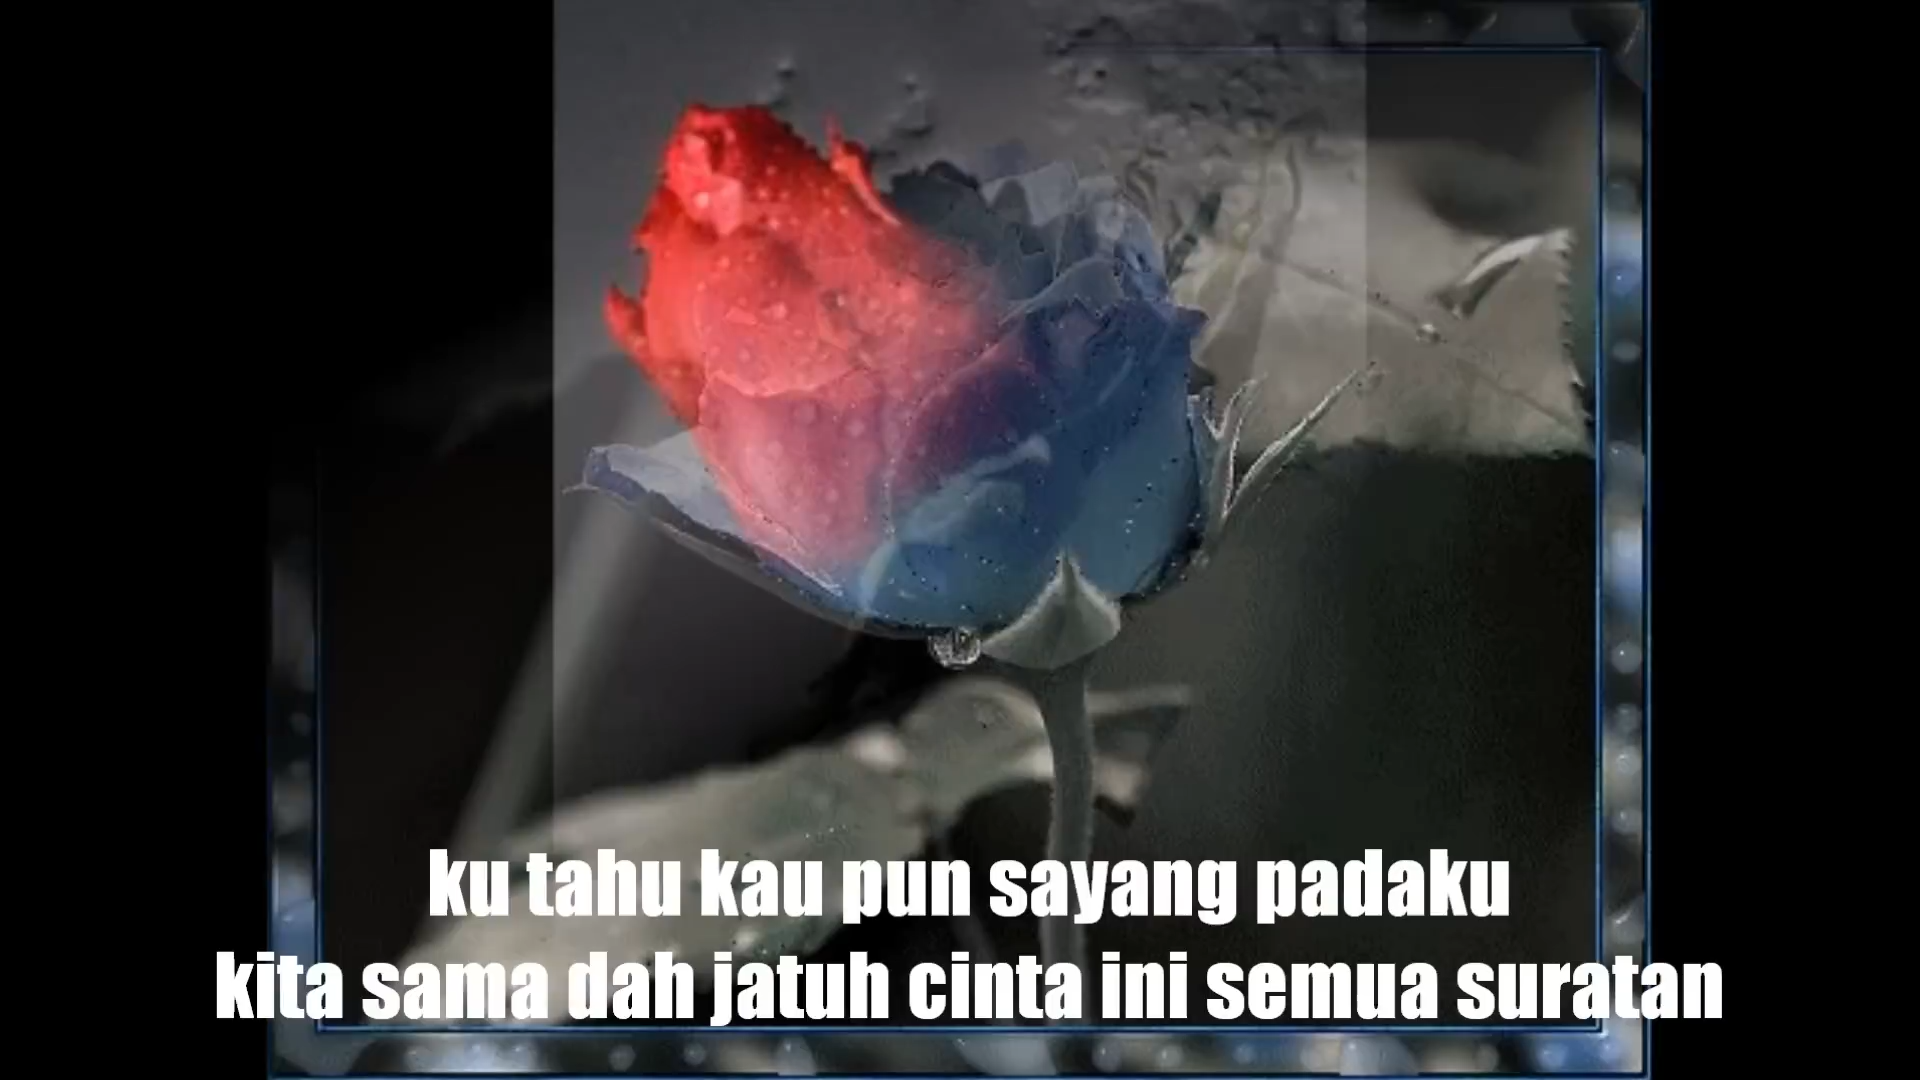 ku tahu kau pun sayang padaku
kita sama dah jatuh cinta ini semua suratan